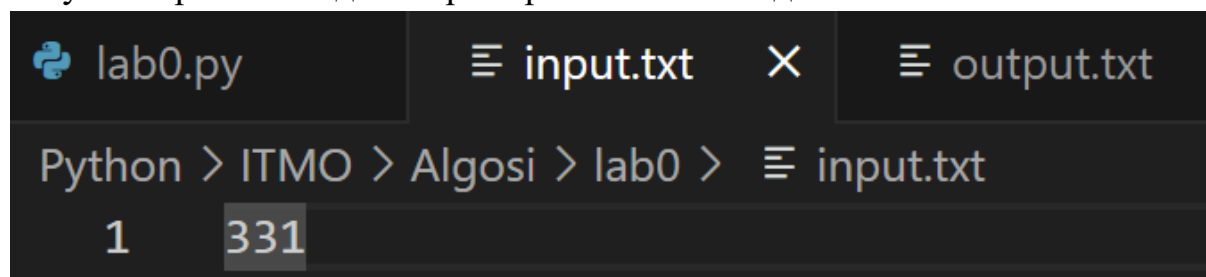 lab0.py input.txt × output.txt
Python > ITMO > Algosi > lab0 > input.txt
1 331